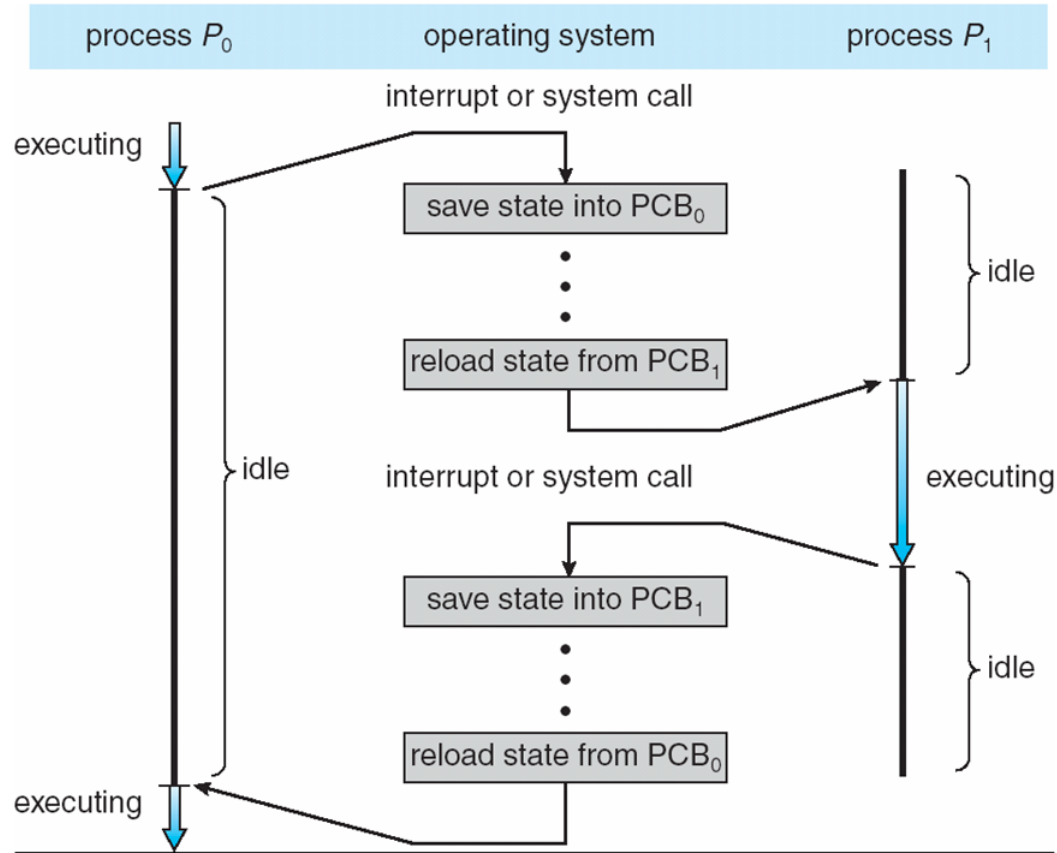 process P₀ operating system process P₁
interrupt or system call
executing
save state into PCB₀
idle
reload state from PCB₁
idle
interrupt or system call
executing
save state into PCB₁
idle
reload state from PCB₀
executing